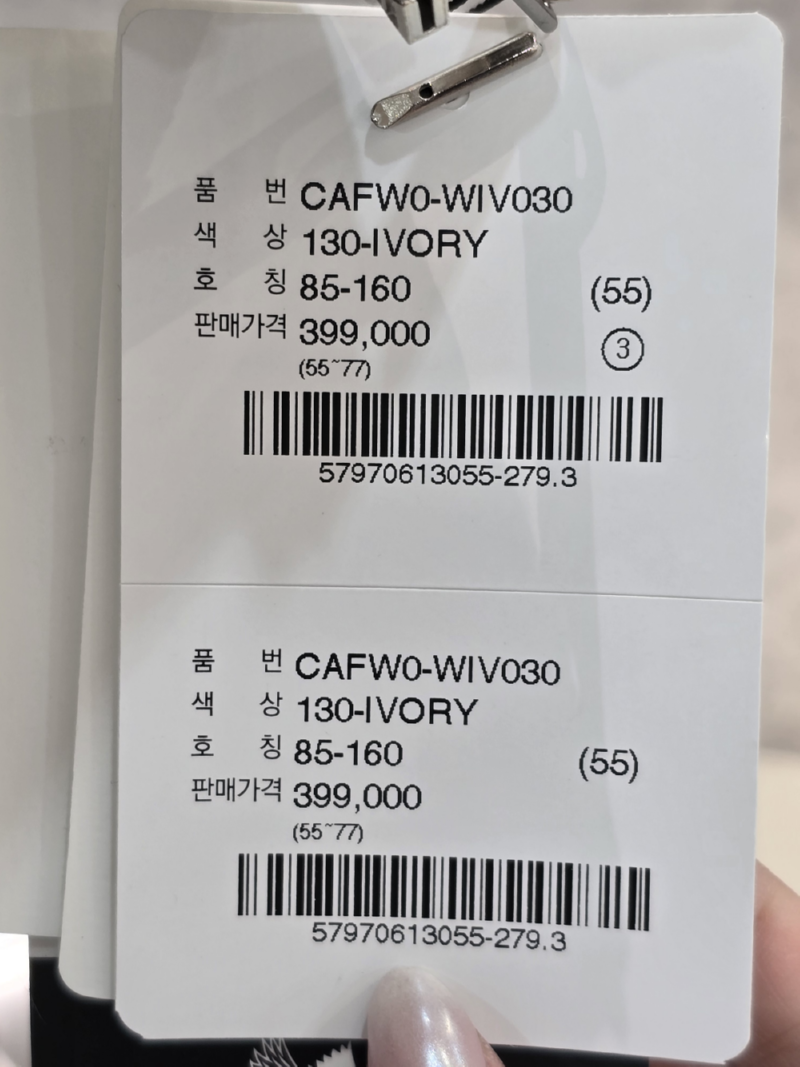 품 번 CAFW0-WIV030
색 상 130-IVORY
호 칭 85-160 (55)
판매가격 399,000 ③
(55~77)
57970613055-279.3
품 번 CAFW0-WIV030
색 상 130-IVORY
호 칭 85-160 (55)
판매가격 399,000
(55~77)
57970613055-279.3